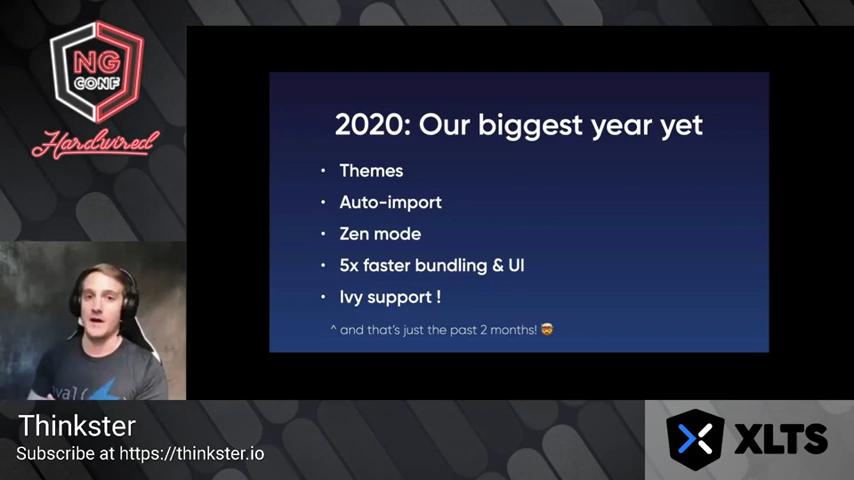 NG
CONF
Hardwired
2020: Our biggest year yet
• Themes
• Auto-import
• Zen mode
• 5x faster bundling & UI
• Ivy support !
^ and that's just the past 2 months! 🤯
val(
Thinkster
Subscribe at https://thinkster.io
XLTS